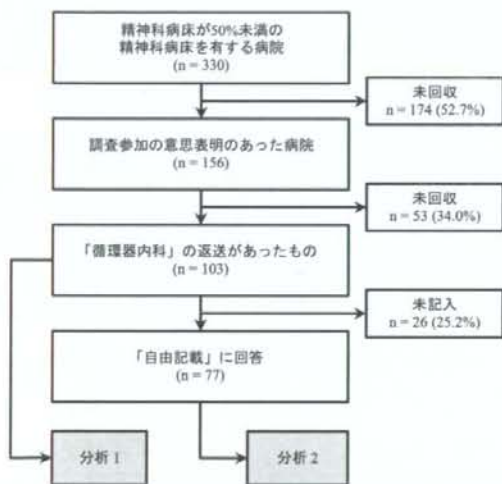 精神科病床が50%未満の
精神科病床を有する病院
(n = 330)
未回収
n = 174 (52.7%)
調査参加の意思表明のあった病院
(n = 156)
未回収
n = 53 (34.0%)
「循環器内科」の返送があったもの
(n = 103)
未記入
n = 26 (25.2%)
「自由記載」に回答
(n = 77)
分析 1
分析 2